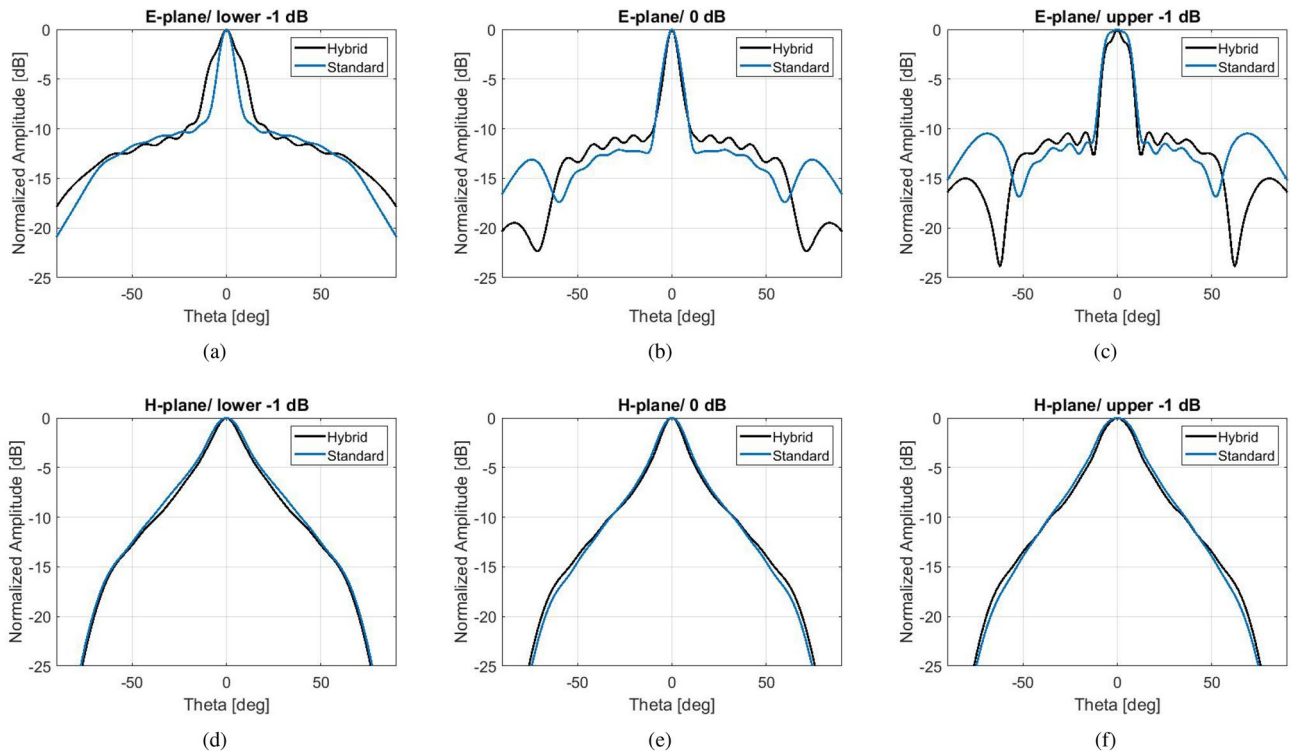 E-plane/ lower -1 dB
Normalized Amplitude [dB]
0
-5
-10
-15
-20
-25
Hybrid
Standard
-50
0
50
Theta [deg]
(a)
E-plane/ 0 dB
Normalized Amplitude [dB]
0
-5
-10
-15
-20
-25
Hybrid
Standard
-50
0
50
Theta [deg]
(b)
E-plane/ upper -1 dB
Normalized Amplitude [dB]
0
-5
-10
-15
-20
-25
Hybrid
Standard
-50
0
50
Theta [deg]
(c)
H-plane/ lower -1 dB
Normalized Amplitude [dB]
0
-5
-10
-15
-20
-25
Hybrid
Standard
-50
0
50
Theta [deg]
(d)
H-plane/ 0 dB
Normalized Amplitude [dB]
0
-5
-10
-15
-20
-25
Hybrid
Standard
-50
0
50
Theta [deg]
(e)
H-plane/ upper -1 dB
Normalized Amplitude [dB]
0
-5
-10
-15
-20
-25
Hybrid
Standard
-50
0
50
Theta [deg]
(f)